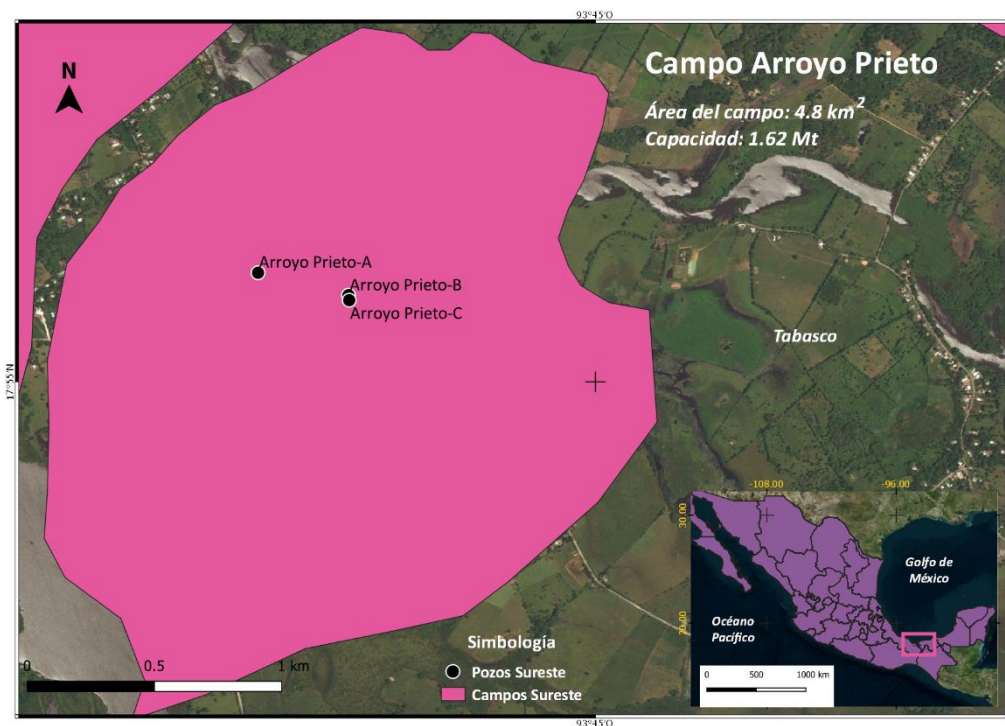 93°45'O
N
Campo Arroyo Prieto
Área del campo: 4.8 km2
Capacidad: 1.62 Mt
Arroyo Prieto-A
Arroyo Prieto-B
Arroyo Prieto-C
Tabasco
17°55'N
-108.00
-96.00
30.00
20.00
Golfo de
México
Océano
Pacífico
0
500
1000 km
Simbología
Pozos Sureste
Campos Sureste
0
0.5
1 km
93°45'O